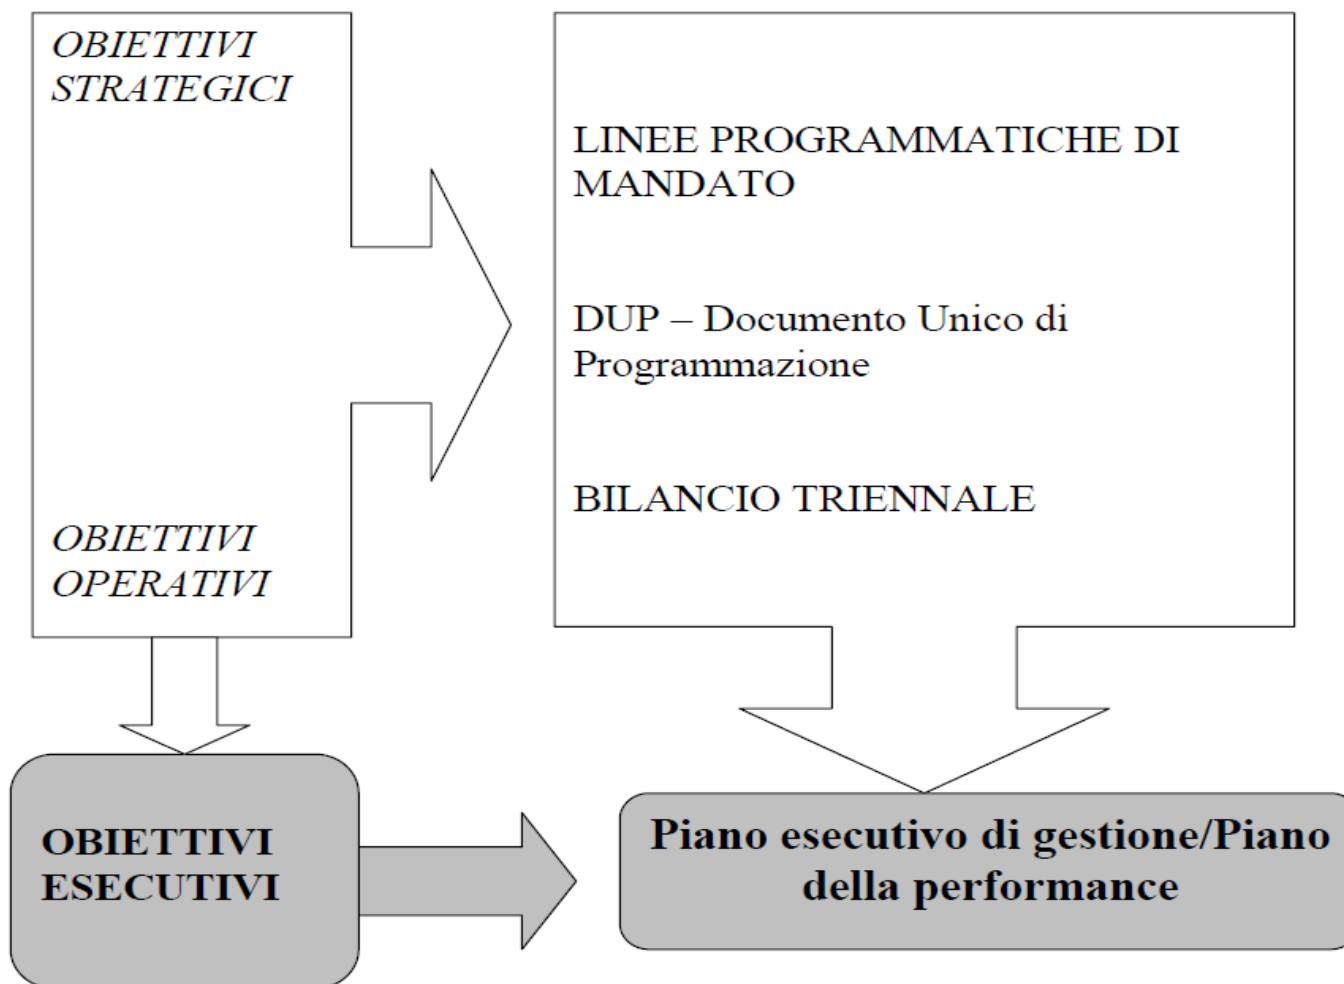 OBIETTIVI
STRATEGICI
OBIETTIVI
OPERATIVI
LINEE PROGRAMMATICHE DI
MANDATO
DUP – Documento Unico di
Programmazione
BILANCIO TRIENNALE
OBIETTIVI
ESECUTIVI
Piano esecutivo di gestione/Piano
della performance